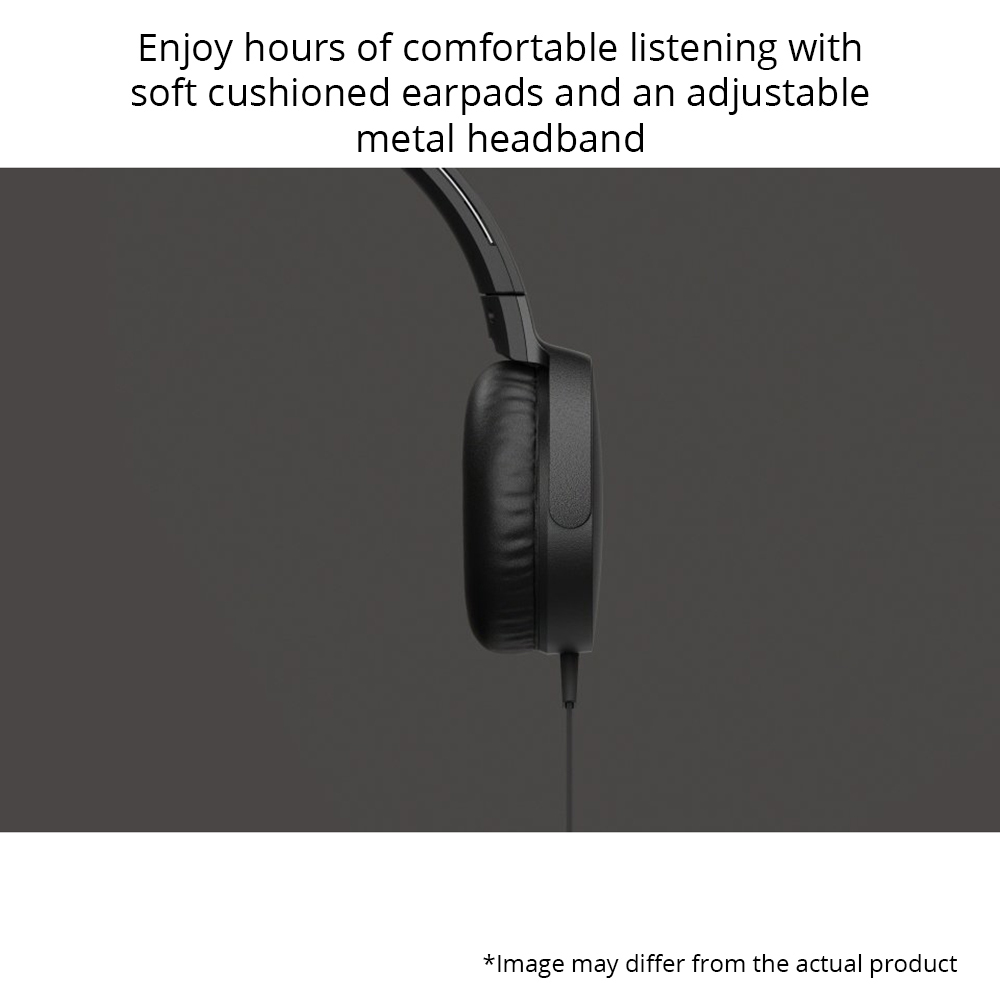 Enjoy hours of comfortable listening with
soft cushioned earpads and an adjustable
metal headband
*Image may differ from the actual product